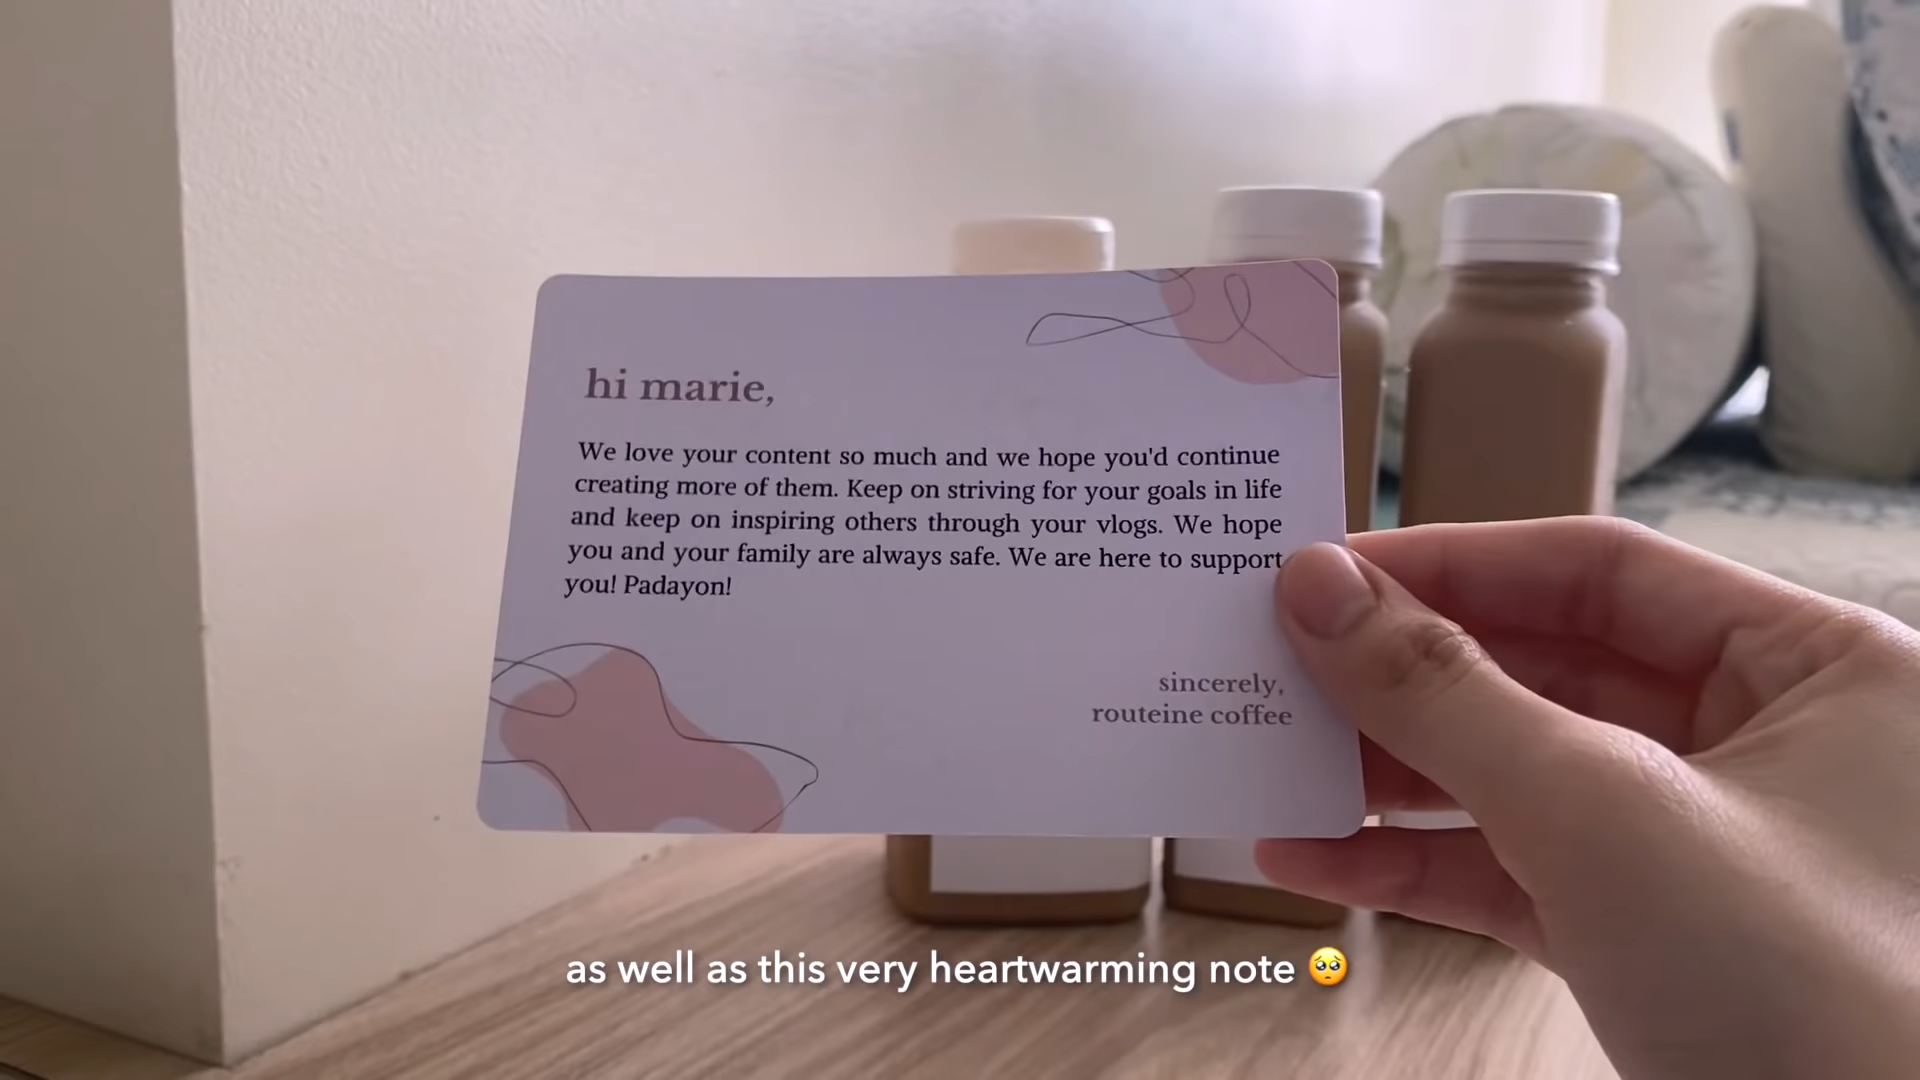 hi marie,
We love your content so much and we hope you'd continue
creating more of them. Keep on striving for your goals in life
and keep on inspiring others through your vlogs. We hope
you and your family are always safe. We are here to support
you! Padayon!
sincerely,
routeine coffee
as well as this very heartwarming note 🥺